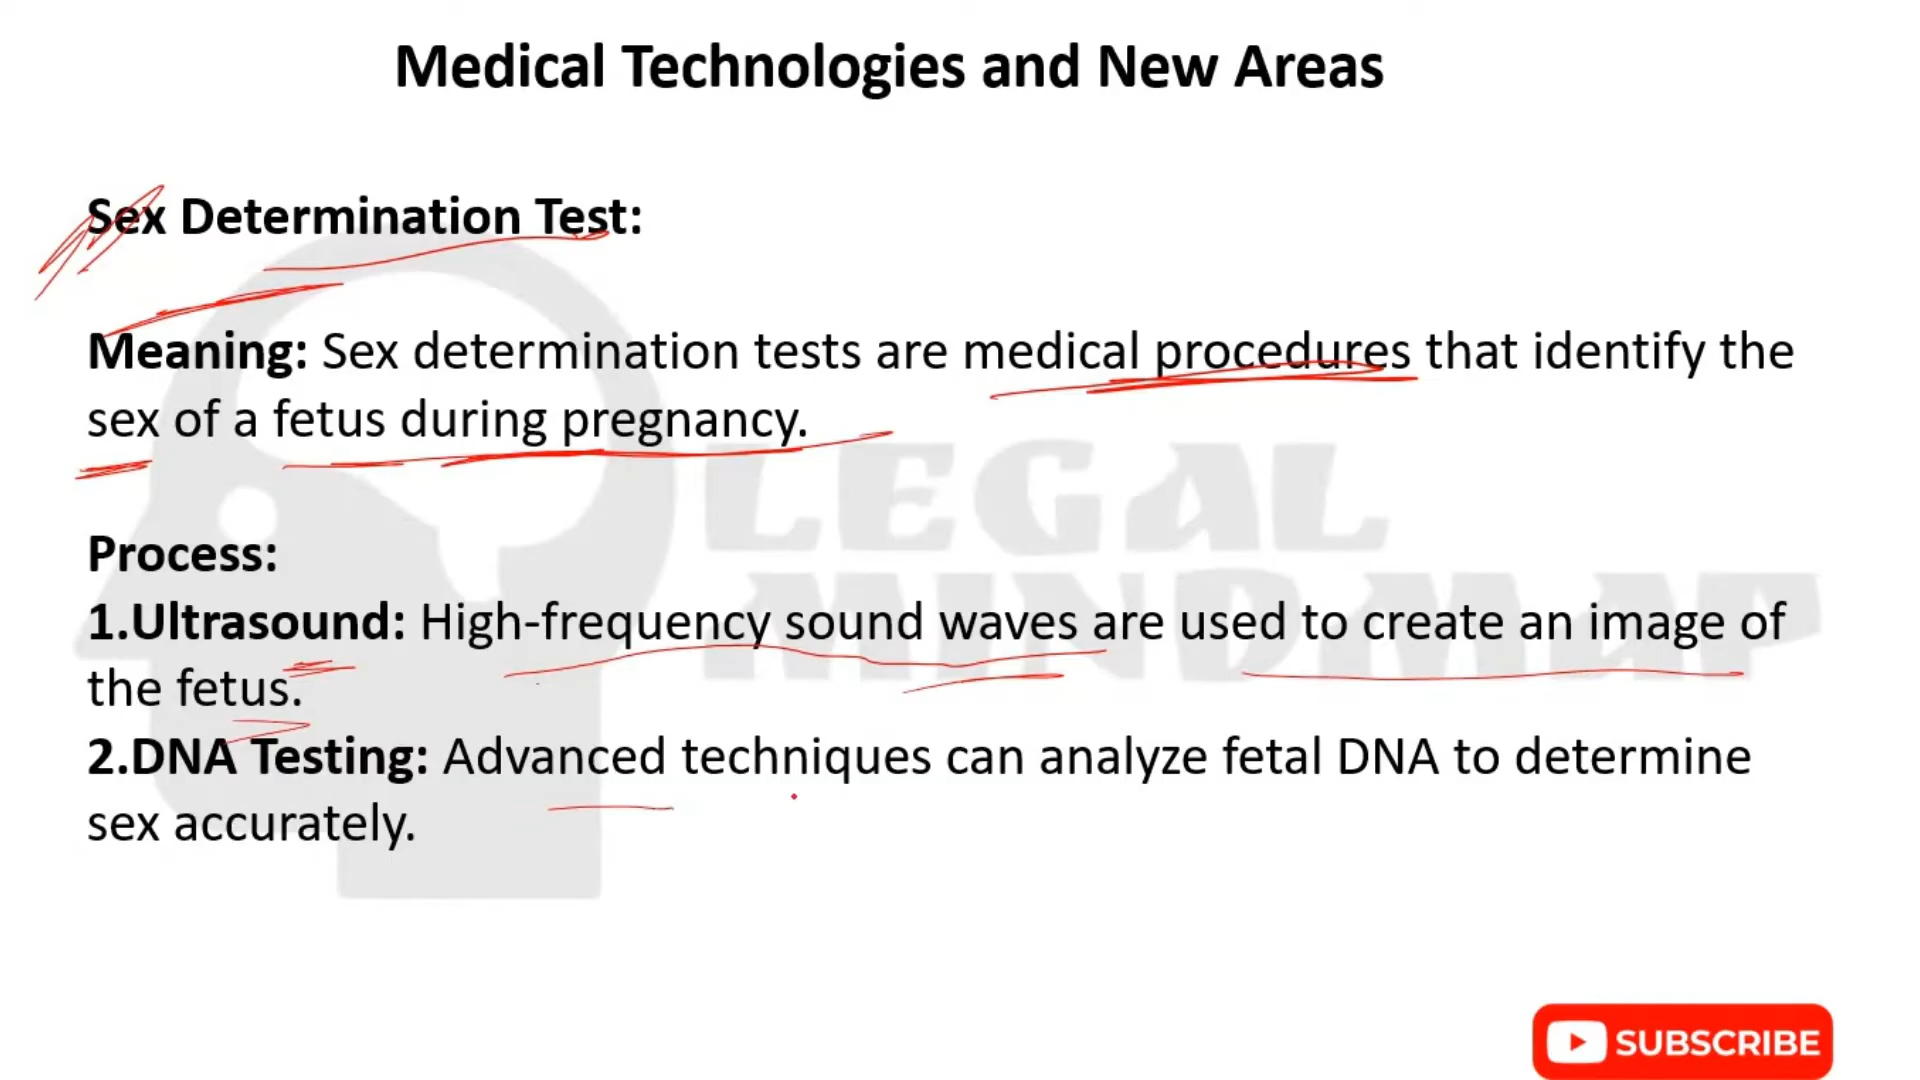 Medical Technologies and New Areas
Sex Determination Test:
Meaning: Sex determination tests are medical procedures that identify the
sex of a fetus during pregnancy.
LEGAL
MINDMAP
Process:
1.Ultrasound: High-frequency sound waves are used to create an image of
the fetus.
2.DNA Testing: Advanced techniques can analyze fetal DNA to determine
sex accurately.
SUBSCRIBE